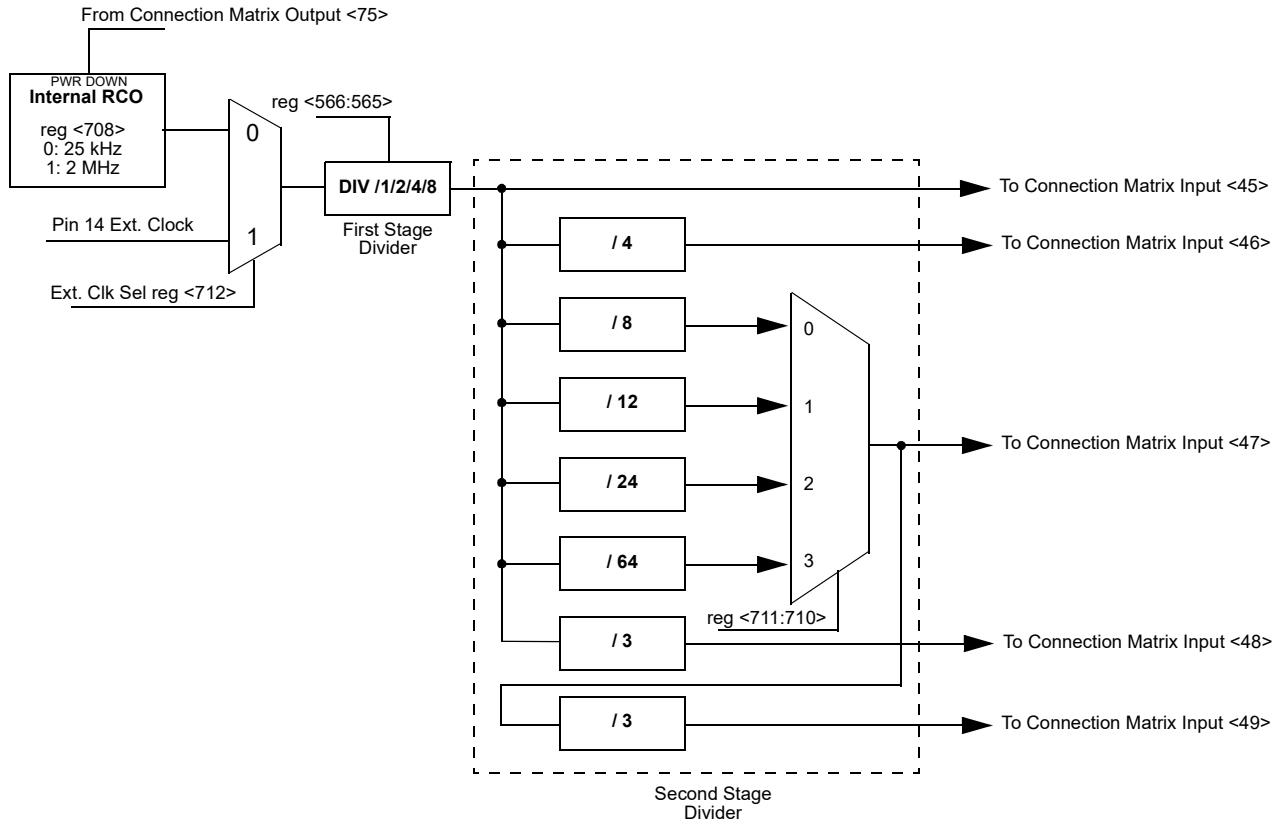 From Connection Matrix Output <75>
PWR DOWN
Internal RCO
reg <708>
0: 25 kHz
1: 2 MHz
0
1
Pin 14 Ext. Clock
Ext. Clk Sel reg <712>
reg <566:565>
DIV /1/2/4/8
First Stage
Divider
To Connection Matrix Input <45>
/ 4
To Connection Matrix Input <46>
/ 8
0
/ 12
1
To Connection Matrix Input <47>
/ 24
2
/ 64
3
reg <711:710>
/ 3
To Connection Matrix Input <48>
/ 3
To Connection Matrix Input <49>
Second Stage
Divider